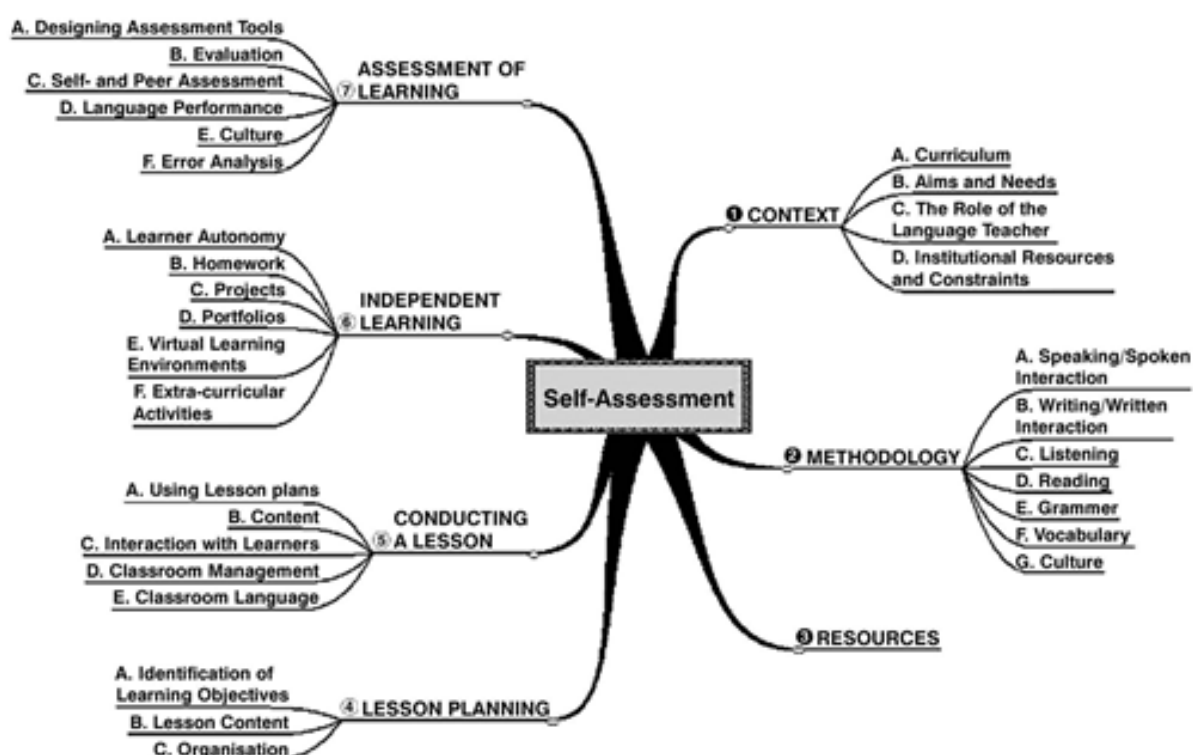 Self-Assessment
❶ CONTEXT
A. Curriculum
B. Aims and Needs
C. The Role of the
Language Teacher
D. Institutional Resources
and Constraints
❷ METHODOLOGY
A. Speaking/Spoken
Interaction
B. Writing/Written
Interaction
C. Listening
D. Reading
E. Grammer
F. Vocabulary
G. Culture
❸ RESOURCES
④ LESSON PLANNING
A. Identification of
Learning Objectives
B. Lesson Content
C. Organisation
⑤ CONDUCTING
A LESSON
A. Using Lesson plans
B. Content
C. Interaction with Learners
D. Classroom Management
E. Classroom Language
⑥ INDEPENDENT
LEARNING
A. Learner Autonomy
B. Homework
C. Projects
D. Portfolios
E. Virtual Learning
Environments
F. Extra-curricular
Activities
⑦ ASSESSMENT OF
LEARNING
A. Designing Assessment Tools
B. Evaluation
C. Self- and Peer Assessment
D. Language Performance
E. Culture
F. Error Analysis